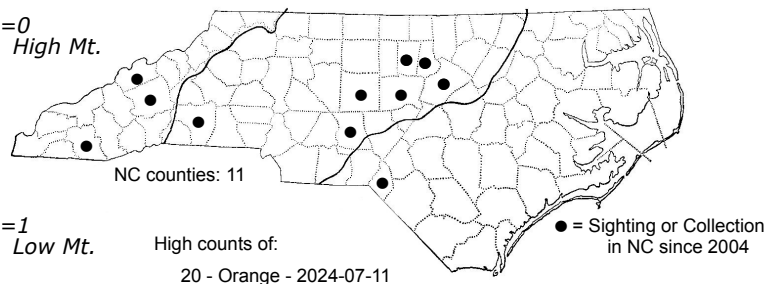 =0
High Mt.
NC counties: 11
=1
Low Mt.
High counts of:
20 - Orange - 2024-07-11
● = Sighting or Collection
in NC since 2004